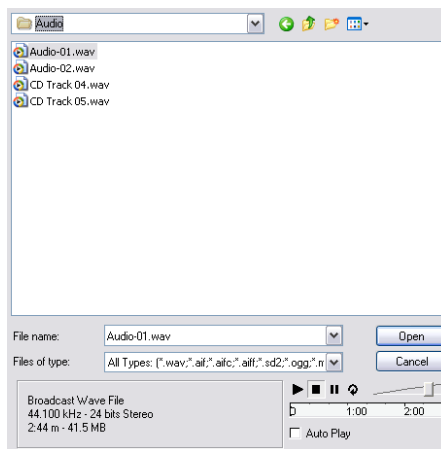 Audio
Audio-01.wav
Audio-02.wav
CD Track 04.wav
CD Track 05.wav
File name: Audio-01.wav Open
Files of type: All Types: (*.wav;*.aif;*.aifc;*.aiff;*.sd2;*.ogg;*.m Cancel
Broadcast Wave File
44.100 kHz - 24 bits Stereo
2:44 m - 41.5 MB
1:00 2:00
Auto Play